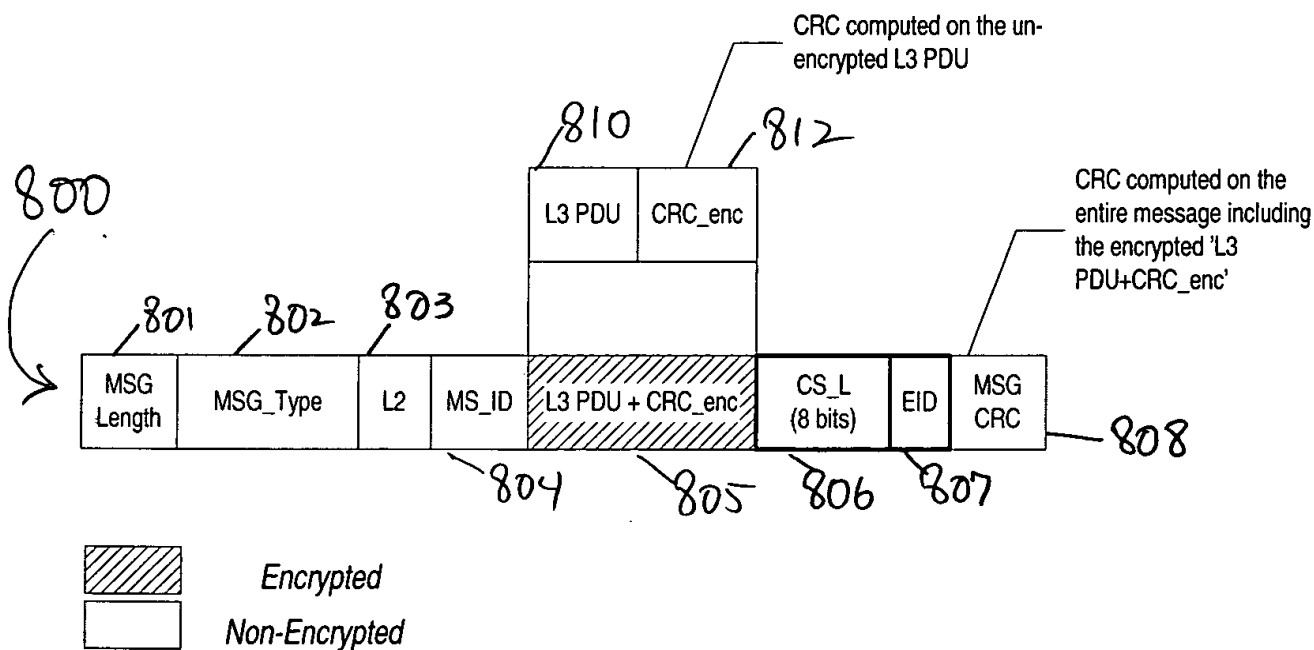 CRC computed on the un-
encrypted L3 PDU
810
812
800
L3 PDU
CRC_enc
CRC computed on the
entire message including
the encrypted 'L3
PDU+CRC_enc'
801
802
803
MSG
Length
MSG_Type
L2
MS_ID
L3 PDU + CRC_enc
CS_L
(8 bits)
EID
MSG
CRC
808
804
805
806
807
Encrypted
Non-Encrypted